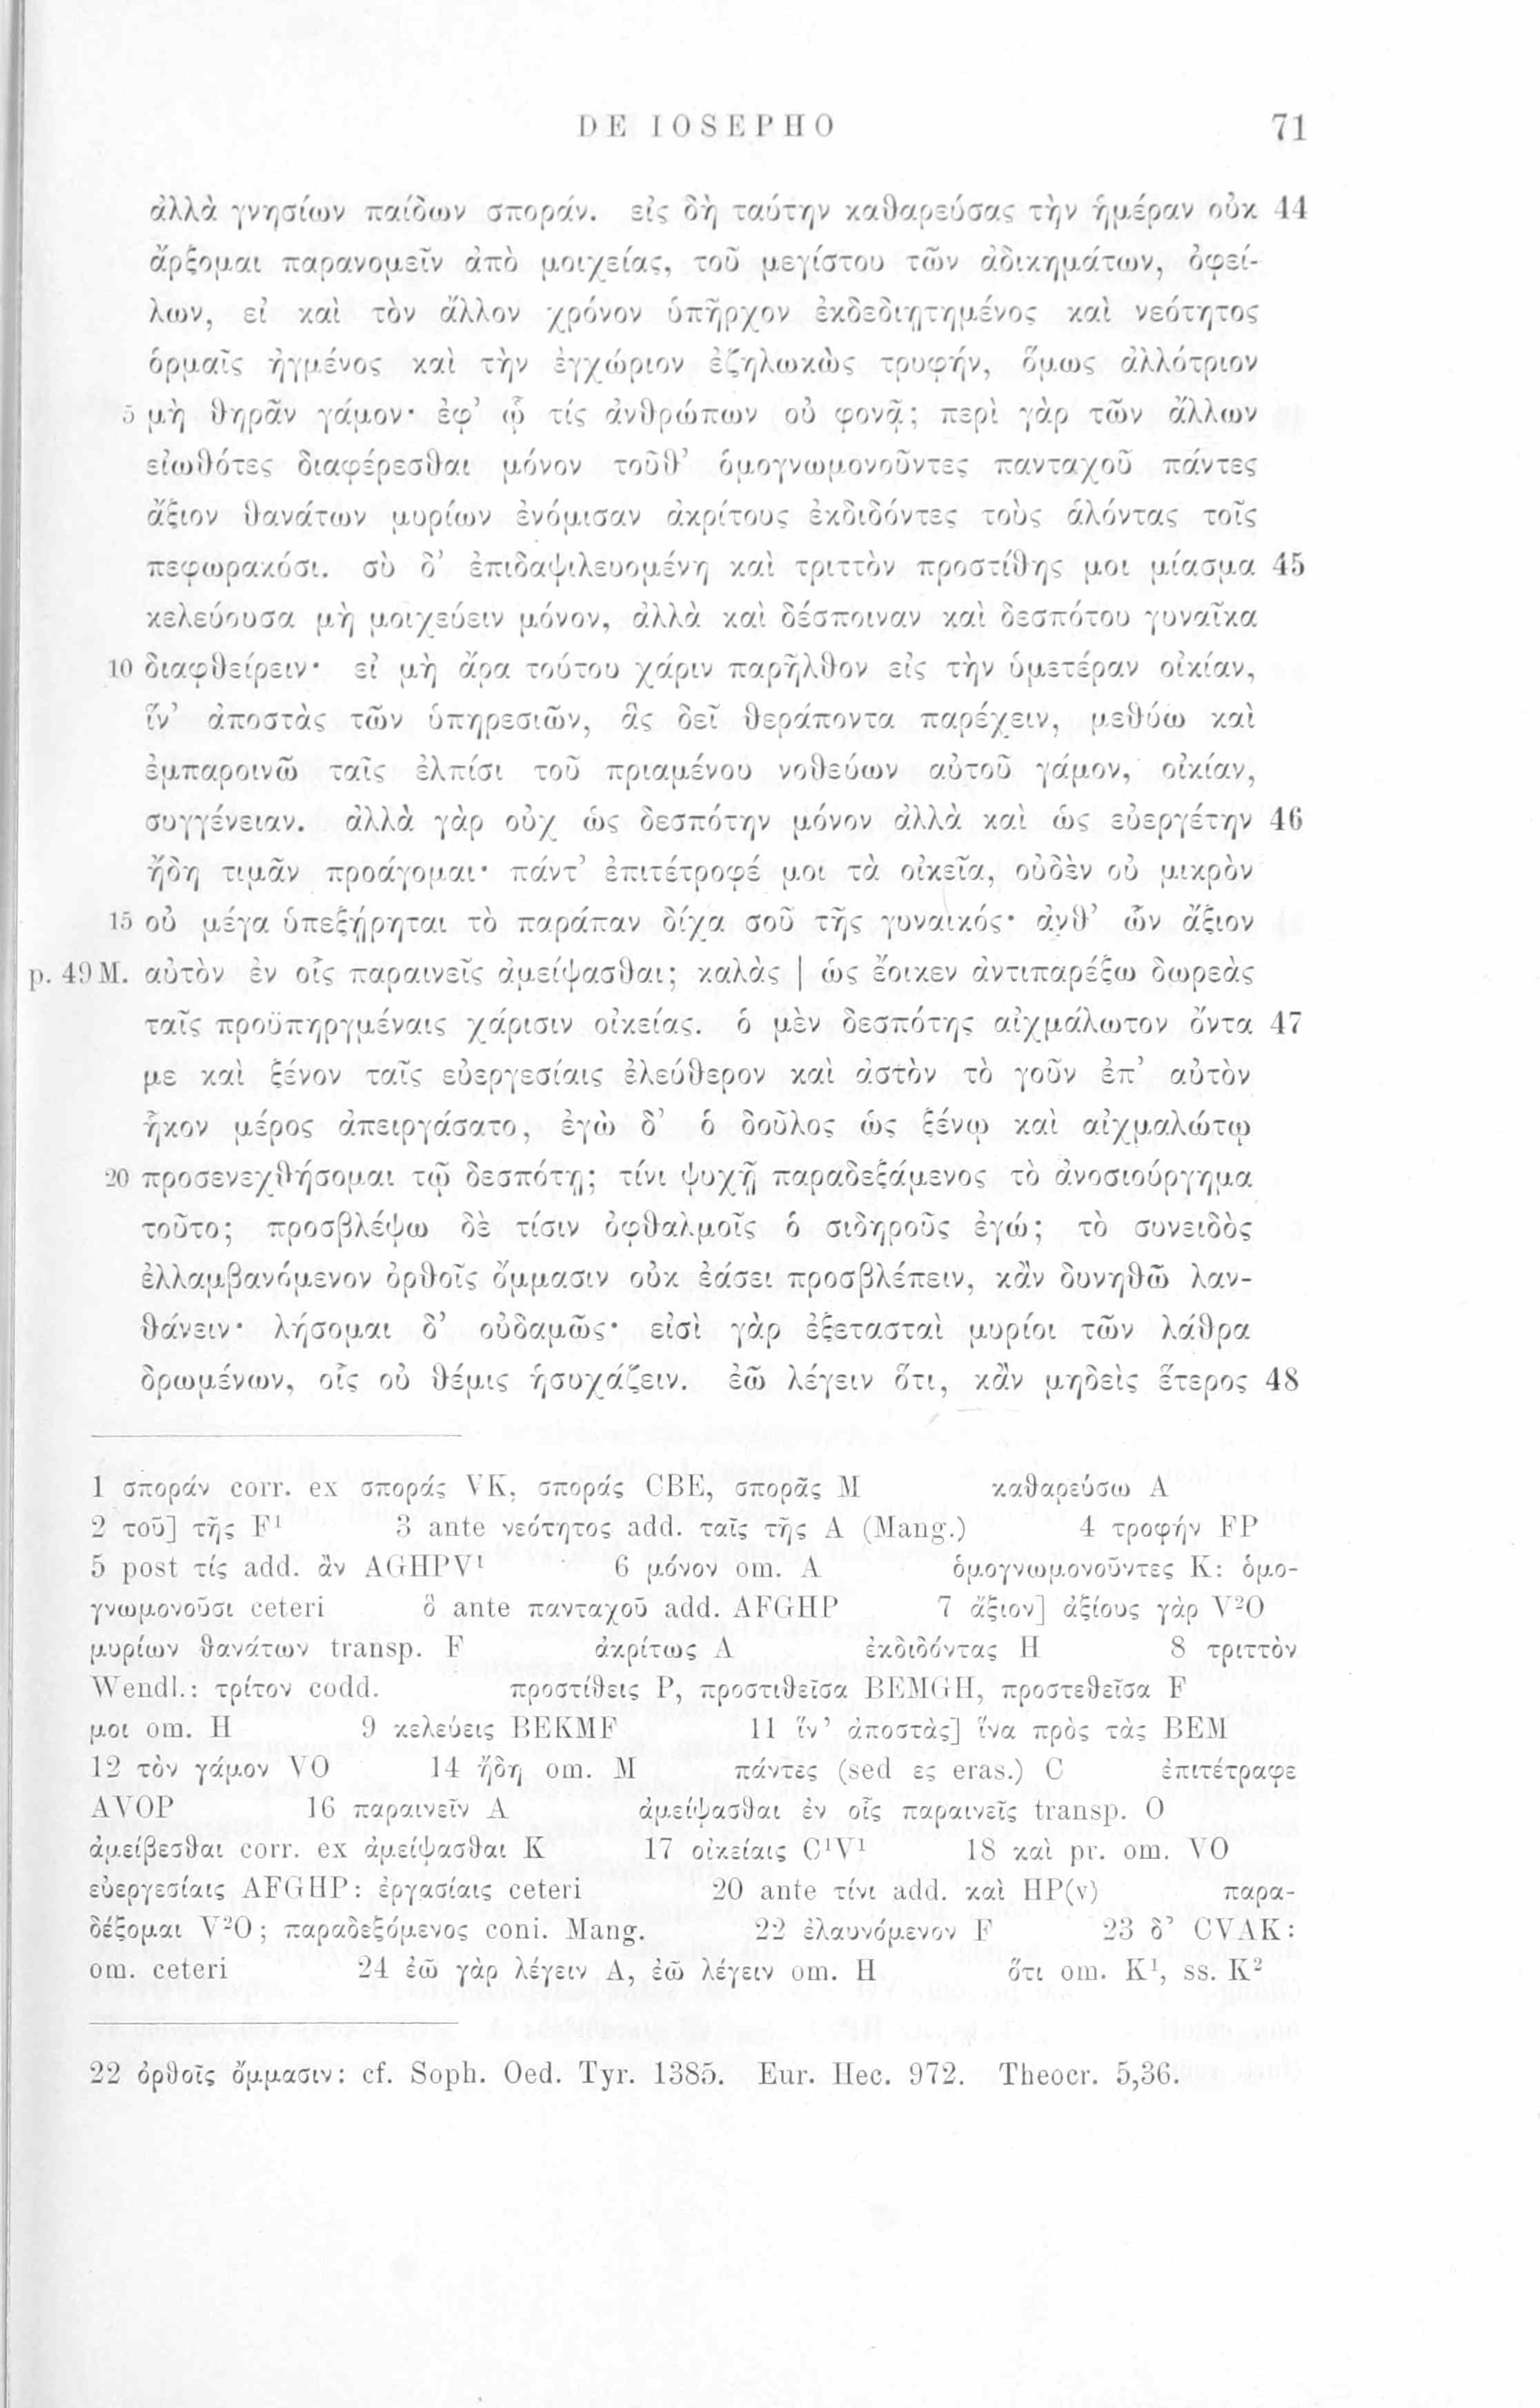 DE IOSEPHO 71
ἀλλὰ γνησίων παίδων σποράν. εἰς δὴ ταύτην καθαρεύσας τὴν ἡμέραν οὐκ 44
ἄρξομαι παρανομεῖν ἀπὸ μοιχείας, τοῦ μεγίστου τῶν ἀδικημάτων, ὀφεί-
λων, εἰ καὶ τὸν ἄλλον χρόνον ὑπῆρχον ἐκδεδιῃτημένος καὶ νεότητος
ὁρμαῖς ἠγμένος καὶ τὴν ἐγχώριον ἐζηλωκὼς τρυφήν, ὅμως ἀλλότριον
5 μὴ θηρᾶν γάμον· ἐφ’ ᾧ τίς ἀνθρώπων οὐ φονᾷ; περὶ γὰρ τῶν ἄλλων
εἰωθότες διαφέρεσθαι μόνον τοῦθ’ ὁμογνωμονοῦντες πανταχοῦ πάντες
ἄξιον θανάτων μυρίων ἐνόμισαν ἀκρίτους ἐκδιδόντες τοὺς ἁλόντας τοῖς
πεφωρακόσι. σὺ δ’ ἐπιδαψιλευομένη καὶ τριττὸν προστίθης μοι μίασμα 45
κελεύουσα μὴ μοιχεύειν μόνον, ἀλλὰ καὶ δέσποιναν καὶ δεσπότου γυναῖκα
10 διαφθείρειν· εἰ μὴ ἄρα τούτου χάριν παρῆλθον εἰς τὴν ὑμετέραν οἰκίαν,
ἵν’ ἀποστὰς τῶν ὑπηρεσιῶν, ἃς δεῖ θεράποντα παρέχειν, μεθύω καὶ
ἐμπαροινῶ ταῖς ἐλπίσι τοῦ πριαμένου νοθεύων αὐτοῦ γάμον, οἰκίαν,
συγγένειαν. ἀλλὰ γὰρ οὐχ ὡς δεσπότην μόνον ἀλλὰ καὶ ὡς εὐεργέτην 46
ἤδη τιμᾶν προάγομαι· πάντ’ ἐπιτέτροφέ μοι τὰ οἰκεῖα, οὐδὲν οὐ μικρὸν
15 οὐ μέγα ὑπεξῄρηται τὸ παράπαν δίχα σοῦ τῆς γυναικός· ἀνθ’ ὧν ἄξιον
p. 49 M. αὐτὸν ἐν οἷς παραινεῖς ἀμείψασθαι; καλὰς | ὡς ἔοικεν ἀντιπαρέξω δωρεὰς
ταῖς προϋπηργμέναις χάρισιν οἰκείας. ὁ μὲν δεσπότης αἰχμάλωτον ὄντα 47
με καὶ ξένον ταῖς εὐεργεσίαις ἐλεύθερον καὶ ἀστὸν τὸ γοῦν ἐπ’ αὐτὸν
ἧκον μέρος ἀπειργάσατο, ἐγὼ δ’ ὁ δοῦλος ὡς ξένῳ καὶ αἰχμαλώτῳ
20 προσενεχθήσομαι τῷ δεσπότῃ; τίνι ψυχῇ παραδεξάμενος τὸ ἀνοσιούργημα
τοῦτο; προσβλέψω δὲ τίσιν ὀφθαλμοῖς ὁ σιδηροῦς ἐγώ; τὸ συνειδὸς
ἐλλαμβανόμενον ὀρθοῖς ὄμμασιν οὐκ ἐάσει προσβλέπειν, κἂν δυνηθῶ λαν-
θάνειν· λήσομαι δ’ οὐδαμῶς· εἰσὶ γὰρ ἐξετασταὶ μυρίοι τῶν λάθρα
δρωμένων, οἷς οὐ θέμις ἡσυχάζειν. ἐῶ λέγειν ὅτι, κἂν μηδεὶς ἕτερος 48
1 σποράν corr. ex σποράς VK, σποράς CBE, σπορᾶς M καθαρεύσω A
2 τοῦ] τῆς F¹ 3 ante νεότητος add. ταῖς τῆς A (Mang.) 4 τροφήν FP
5 post τίς add. ἂν AGHPV¹ 6 μόνον om. A ὁμογνωμονοῦντες K: ὁμο-
γνωμονοῦσι ceteri ὃ ante πανταχοῦ add. AFGHP 7 ἄξιον] ἀξίους γὰρ V²O
μυρίων θανάτων transp. F ἀκρίτως A ἐκδιδόντας H 8 τριττὸν
Wendl.: τρίτον codd. προστίθεις P, προστιθεῖσα BEMGH, προστεθεῖσα F
μοι om. H 9 κελεύεις BEKMF 11 ἵν’ ἀποστὰς] ἵνα πρὸς τὰς BEM
12 τὸν γάμον VO 14 ἤδη om. M πάντες (sed ες eras.) C ἐπιτέτραφε
AVOP 16 παραινεῖν A ἀμείψασθαι ἐν οἷς παραινεῖς transp. O
ἀμείβεσθαι corr. ex ἀμείψασθαι K 17 οἰκείαις C¹V¹ 18 καὶ pr. om. VO
εὐεργεσίαις AFGHP: ἐργασίαις ceteri 20 ante τίνι add. καὶ HP(v) παρα-
δέξομαι V²O; παραδεξόμενος coni. Mang. 22 ἐλαυνόμενον F 23 δ’ CVAK:
om. ceteri 24 ἐῶ γὰρ λέγειν A, ἐῶ λέγειν om. H ὅτι om. K¹, ss. K²
22 ὀρθοῖς ὄμμασιν: cf. Soph. Oed. Tyr. 1385. Eur. Hec. 972. Theocr. 5,36.